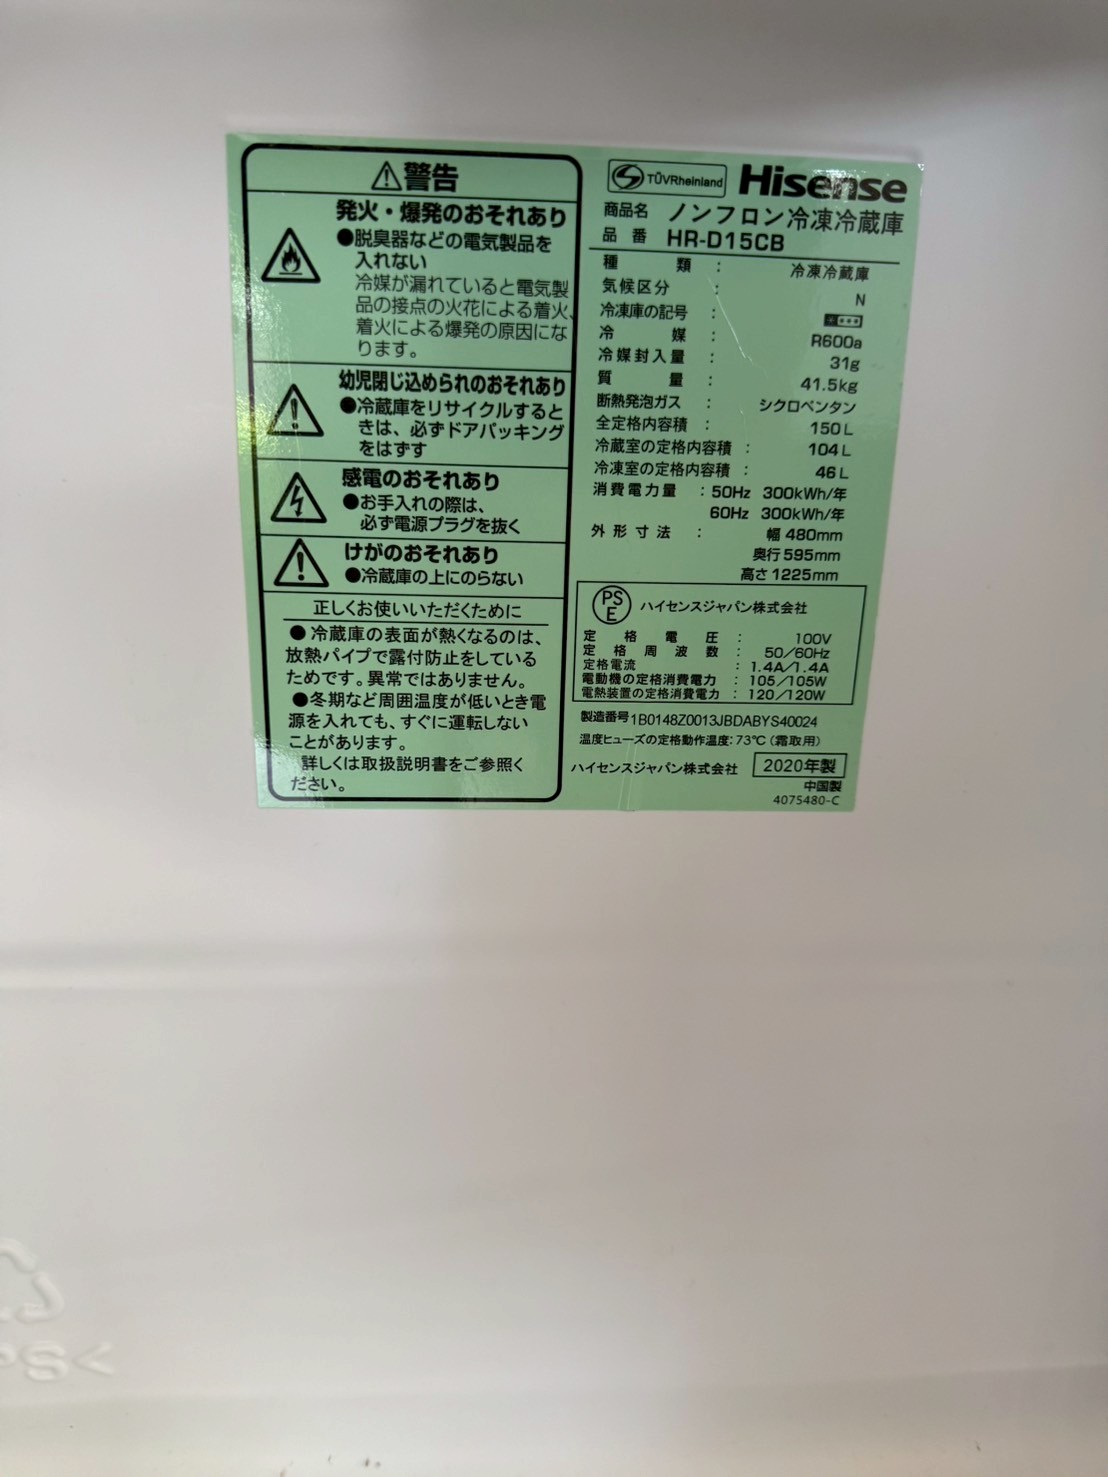 ⚠警告
発火・爆発のおそれあり
●脱臭器などの電気製品を
入れない
冷媒が漏れていると電気製
品の接点の火花による着火、
着火による爆発の原因にな
ります。
幼児閉じ込められのおそれあり
●冷蔵庫をリサイクルすると
きは、必ずドアパッキング
をはずす
感電のおそれあり
●お手入れの際は、
必ず電源プラグを抜く
けがのおそれあり
●冷蔵庫の上にのらない
正しくお使いいただくために
●冷蔵庫の表面が熱くなるのは、
放熱パイプで露付防止をしている
ためです。異常ではありません。
●冬期など周囲温度が低いとき電
源を入れても、すぐに運転しない
ことがあります。
詳しくは取扱説明書をご参照く
ださい。
TÜVRheinland Hisense
商品名 ノンフロン冷凍冷蔵庫
品番 HR-D15CB
種類 : 冷凍冷蔵庫
気候区分 : N
冷凍庫の記号 :
冷媒 : R600a
冷媒封入量 : 31g
質量 : 41.5kg
断熱発泡ガス : シクロペンタン
全定格内容積 : 150L
冷蔵室の定格内容積 : 104L
冷凍室の定格内容積 : 46L
消費電力量 : 50Hz 300kWh/年
60Hz 300kWh/年
外形寸法 : 幅 480mm
奥行 595mm
高さ 1225mm
PSE ハイセンスジャパン株式会社
定格電圧 : 100V
定格周波数 : 50/60Hz
定格電流 : 1.4A/1.4A
電動機の定格消費電力 : 105/105W
電熱装置の定格消費電力 : 120/120W
製造番号1B0148Z0013JBDABYS40024
温度ヒューズの定格動作温度:73℃(霜取用)
ハイセンスジャパン株式会社 2020年製
中国製
4075480-C